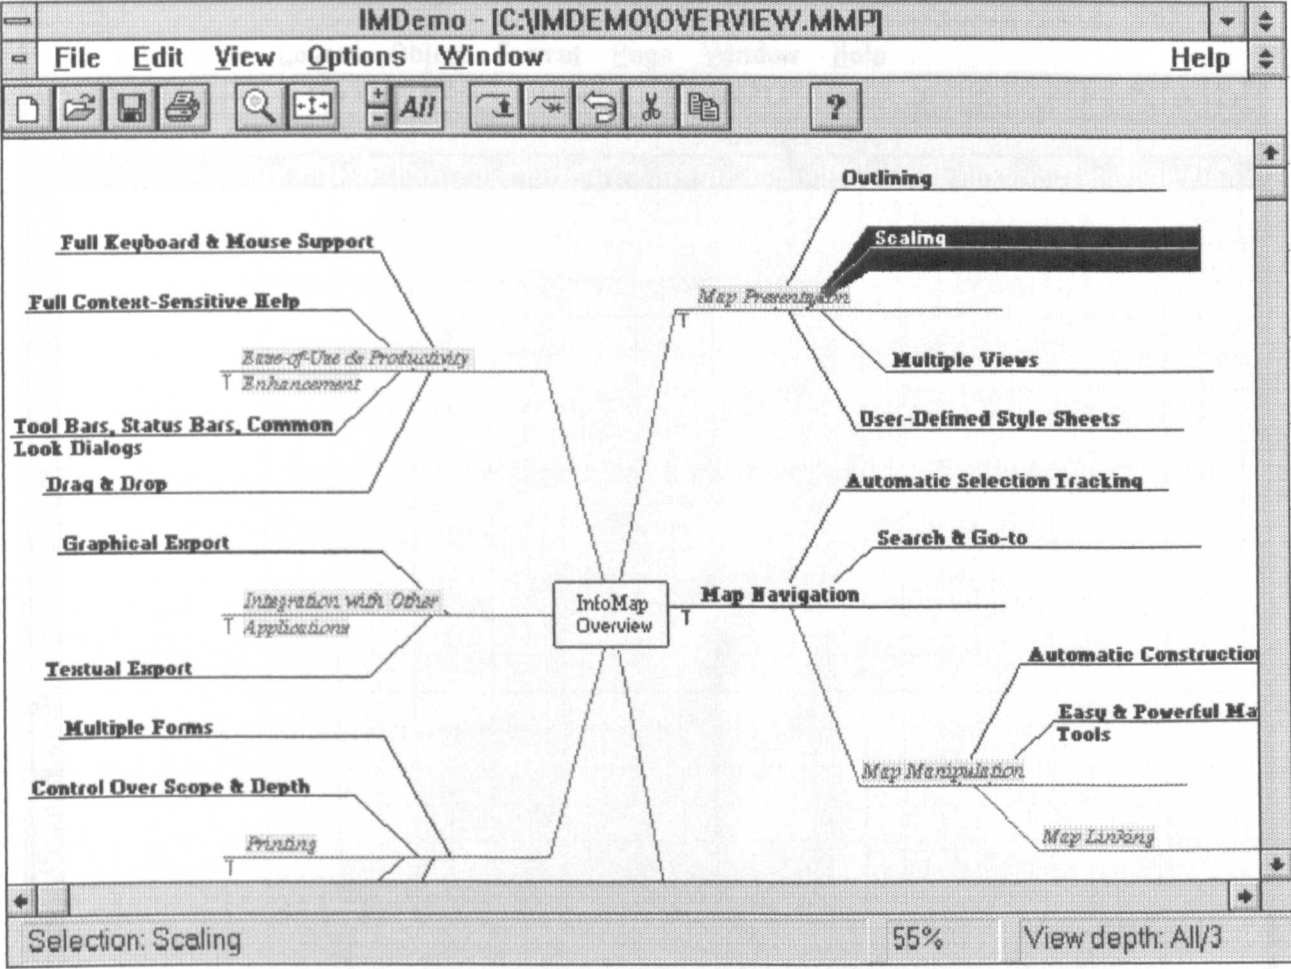 IMDemo - [C:\IMDEMO\OVERVIEW.MMP]
File Edit View Options Window Help
+ - All ?
Outlining
Scaling
Map Presentation
T
Multiple Views
User-Defined Style Sheets
Full Keyboard & Mouse Support
Full Context-Sensitive Help
Ease-of-Use & Productivity
T Enhancement
Tool Bars, Status Bars, Common
Look Dialogs
Drag & Drop
Graphical Export
Integration with Other
T Applications
Textual Export
Multiple Forms
Control Over Scope & Depth
Printing
T
InfoMap
Overview
Automatic Selection Tracking
Search & Go-to
Map Navigation
T
Automatic Construction
Easy & Powerful Ma
Tools
Map Manipulation
Map Linking
Selection: Scaling 55% View depth: All/3